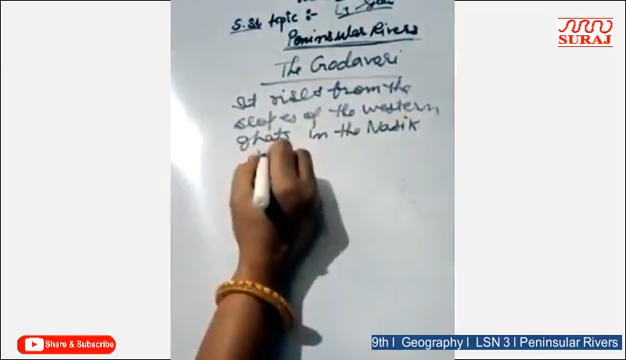 S.St topic :-
Peninsular Rivers
The Godavari
It rises from the
slopes of the western
ghats in the Nasik
SURAJ
Share & Subscribe
9th I Geography I LSN 3 I Peninsular Rivers